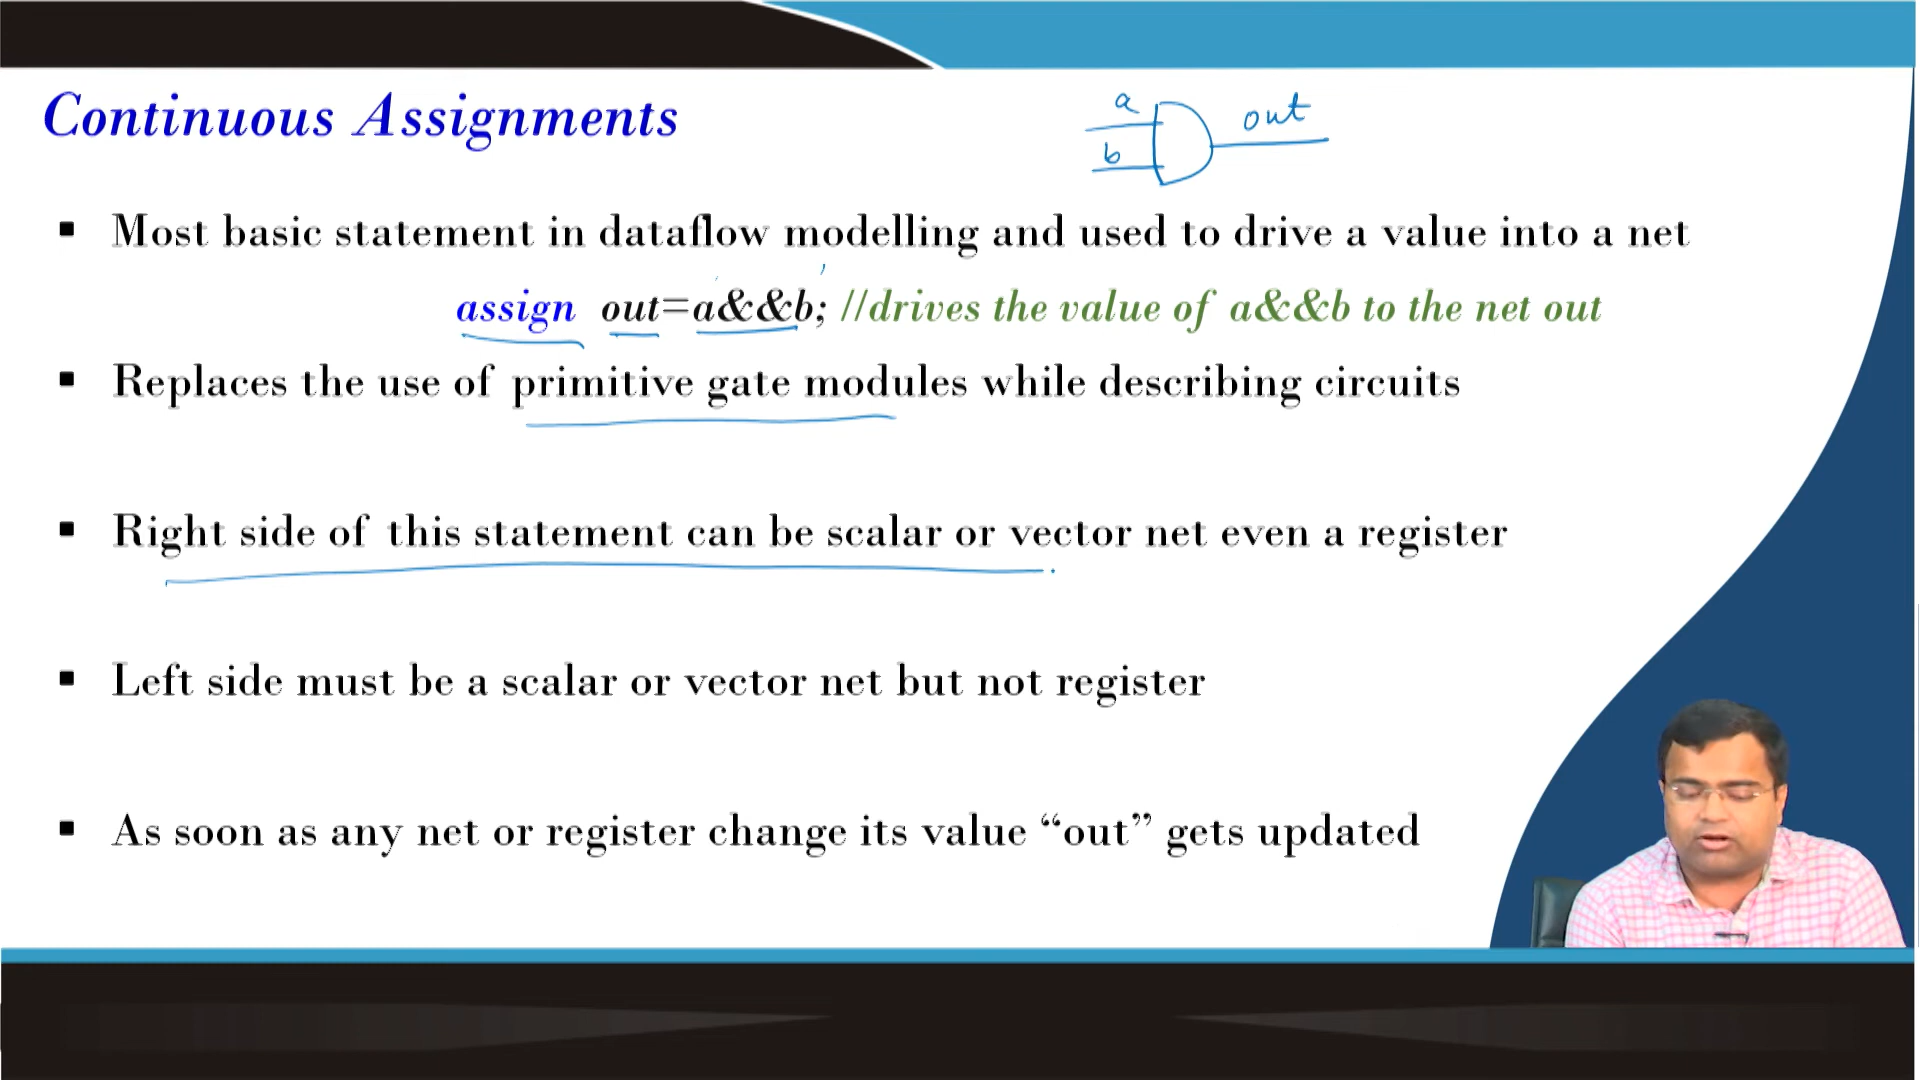 Continuous Assignments
a
b
out
▪ Most basic statement in dataflow modelling and used to drive a value into a net
assign out=a&&b; //drives the value of a&&b to the net out
▪ Replaces the use of primitive gate modules while describing circuits
▪ Right side of this statement can be scalar or vector net even a register
▪ Left side must be a scalar or vector net but not register
▪ As soon as any net or register change its value “out” gets updated